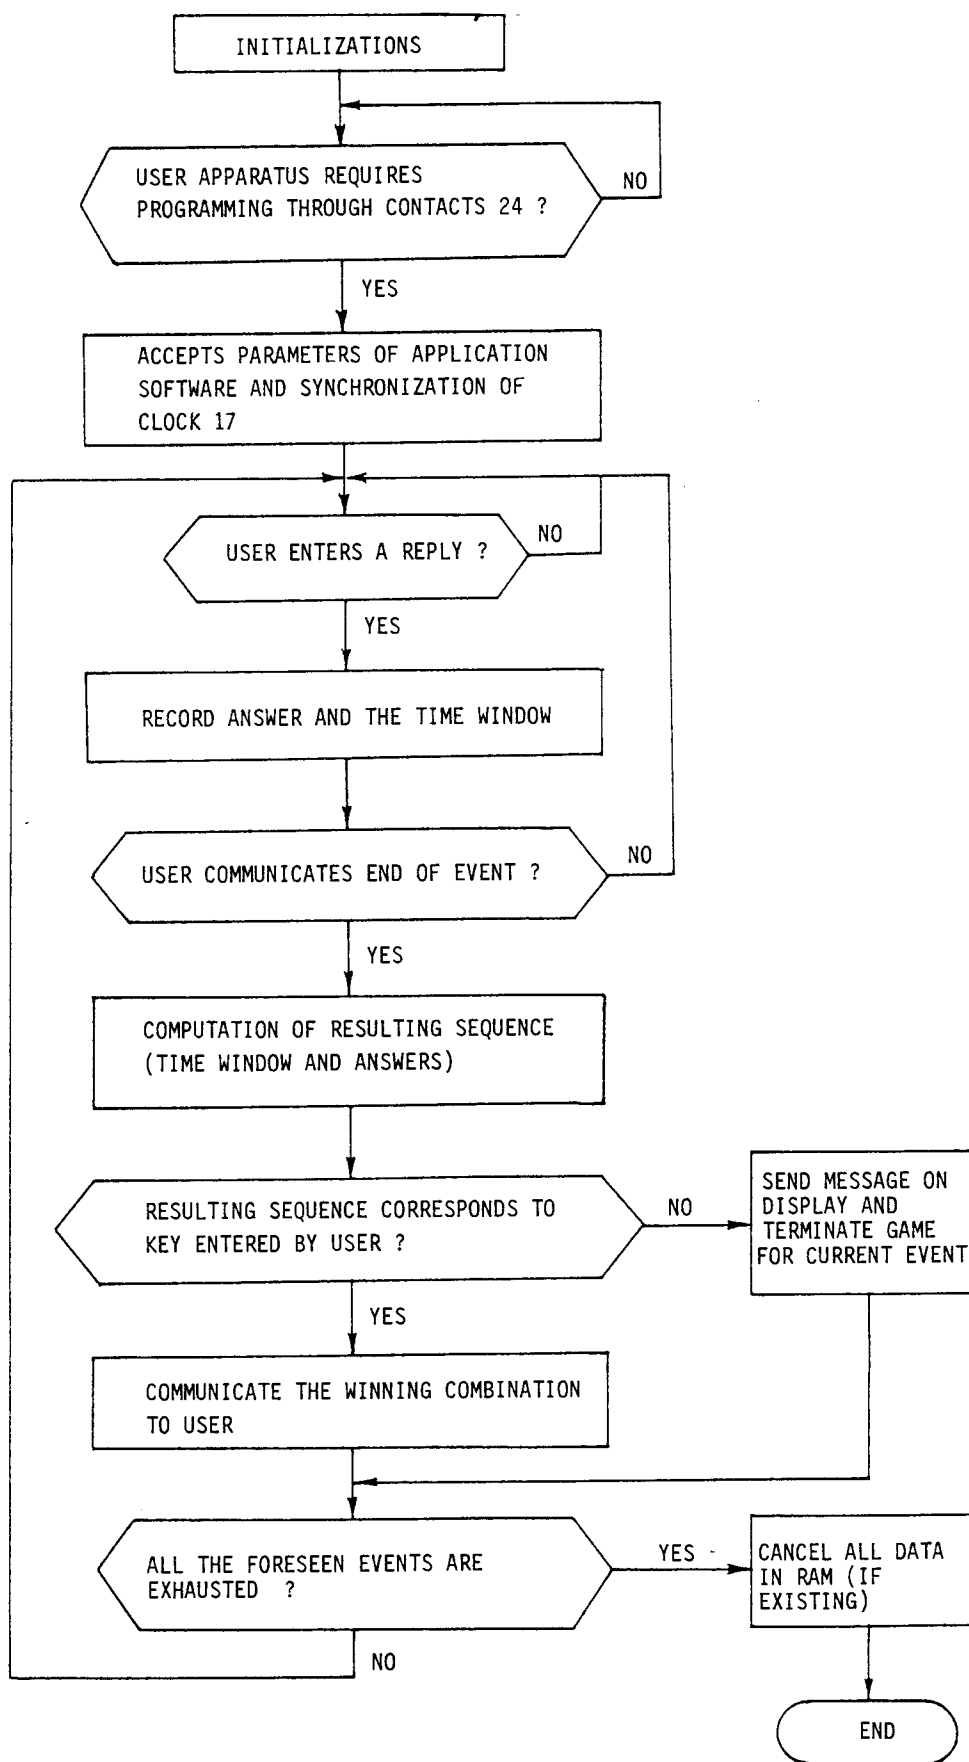 INITIALIZATIONS
USER APPARATUS REQUIRES
PROGRAMMING THROUGH CONTACTS 24 ?
NO
YES
ACCEPTS PARAMETERS OF APPLICATION
SOFTWARE AND SYNCHRONIZATION OF
CLOCK 17
USER ENTERS A REPLY ?
NO
YES
RECORD ANSWER AND THE TIME WINDOW
USER COMMUNICATES END OF EVENT ?
NO
YES
COMPUTATION OF RESULTING SEQUENCE
(TIME WINDOW AND ANSWERS)
RESULTING SEQUENCE CORRESPONDS TO
KEY ENTERED BY USER ?
NO
SEND MESSAGE ON
DISPLAY AND
TERMINATE GAME
FOR CURRENT EVENT
YES
COMMUNICATE THE WINNING COMBINATION
TO USER
ALL THE FORESEEN EVENTS ARE
EXHAUSTED ?
YES
CANCEL ALL DATA
IN RAM (IF
EXISTING)
NO
END